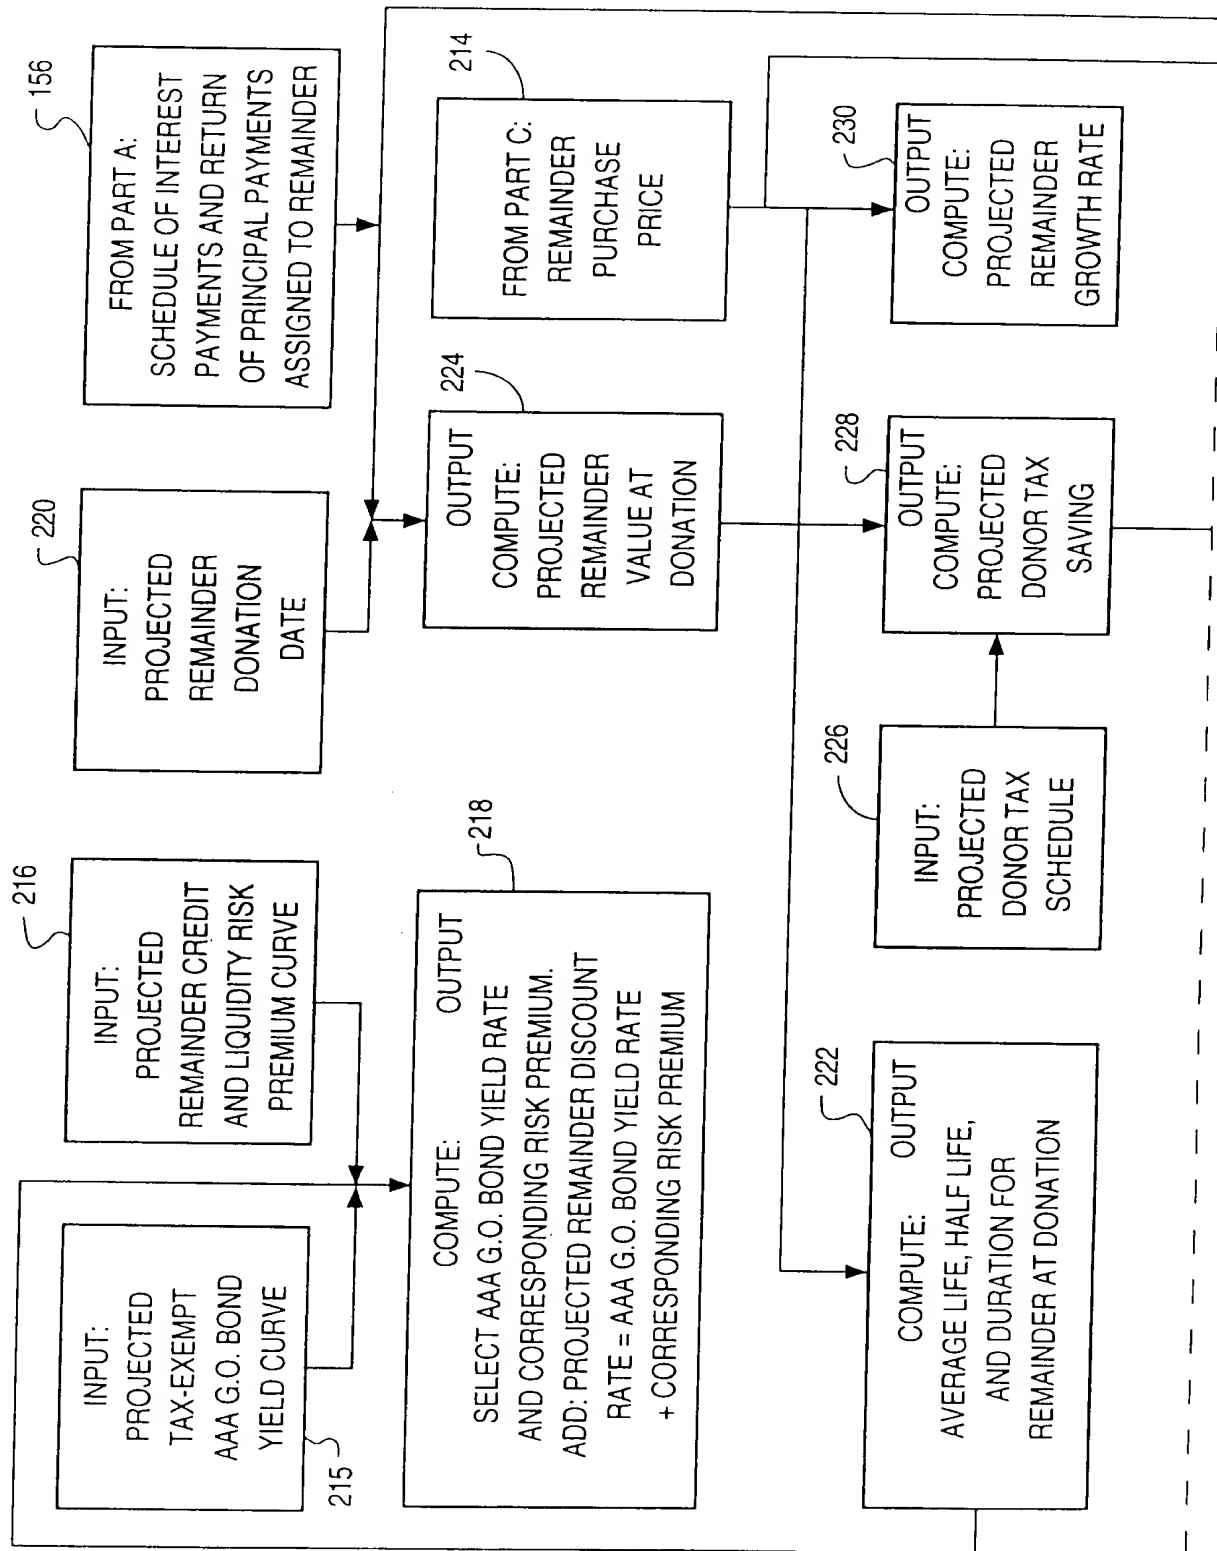 INPUT:
PROJECTED
TAX-EXEMPT
AAA G.O. BOND
YIELD CURVE
215
INPUT:
PROJECTED
REMAINDER CREDIT
AND LIQUIDITY RISK
PREMIUM CURVE
216
INPUT:
PROJECTED
REMAINDER
DONATION
DATE
220
FROM PART A:
SCHEDULE OF INTEREST
PAYMENTS AND RETURN
OF PRINCIPAL PAYMENTS
ASSIGNED TO REMAINDER
156
COMPUTE: OUTPUT
SELECT AAA G.O. BOND YIELD RATE
AND CORRESPONDING RISK PREMIUM.
ADD: PROJECTED REMAINDER DISCOUNT
RATE = AAA G.O. BOND YIELD RATE
+ CORRESPONDING RISK PREMIUM
218
OUTPUT
COMPUTE:
PROJECTED
REMAINDER
VALUE AT
DONATION
224
FROM PART C:
REMAINDER
PURCHASE
PRICE
214
COMPUTE: OUTPUT
AVERAGE LIFE, HALF LIFE,
AND DURATION FOR
REMAINDER AT DONATION
222
INPUT:
PROJECTED
DONOR TAX
SCHEDULE
226
OUTPUT
COMPUTE:
PROJECTED
DONOR TAX
SAVING
228
OUTPUT
COMPUTE:
PROJECTED
REMAINDER
GROWTH RATE
230